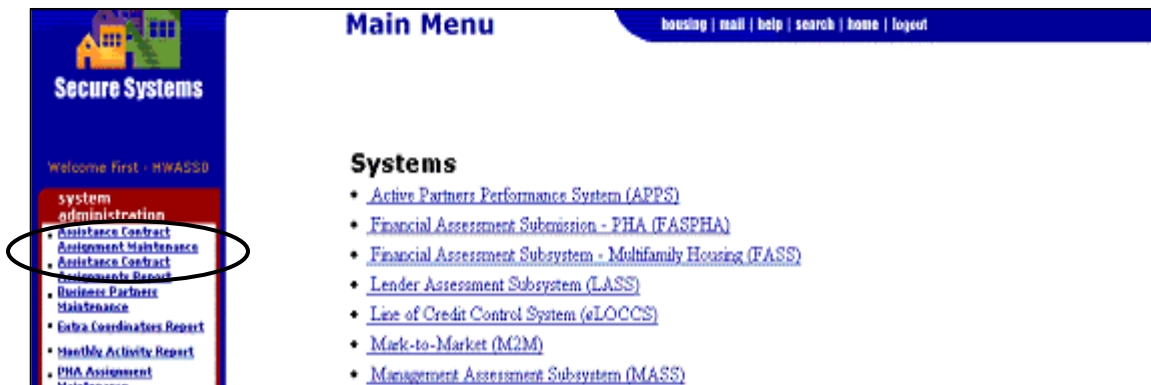 Main Menu
housing | mail | help | search | home | logout
Secure Systems
Welcome First - HWASS0
system
administration
Assistance Contract
Assignment Maintenance
Assistance Contract
Assignments Report
Business Partners
Maintenance
Extra Coordinators Report
Monthly Activity Report
PHA Assignment
Maintenance
Systems
Active Partners Performance System (APPS)
Financial Assessment Submission - PHA (FASPHA)
Financial Assessment Subsystem - Multifamily Housing (FASS)
Lender Assessment Subsystem (LASS)
Line of Credit Control System (eLOCCS)
Mark-to-Market (M2M)
Management Assessment Subsystem (MASS)